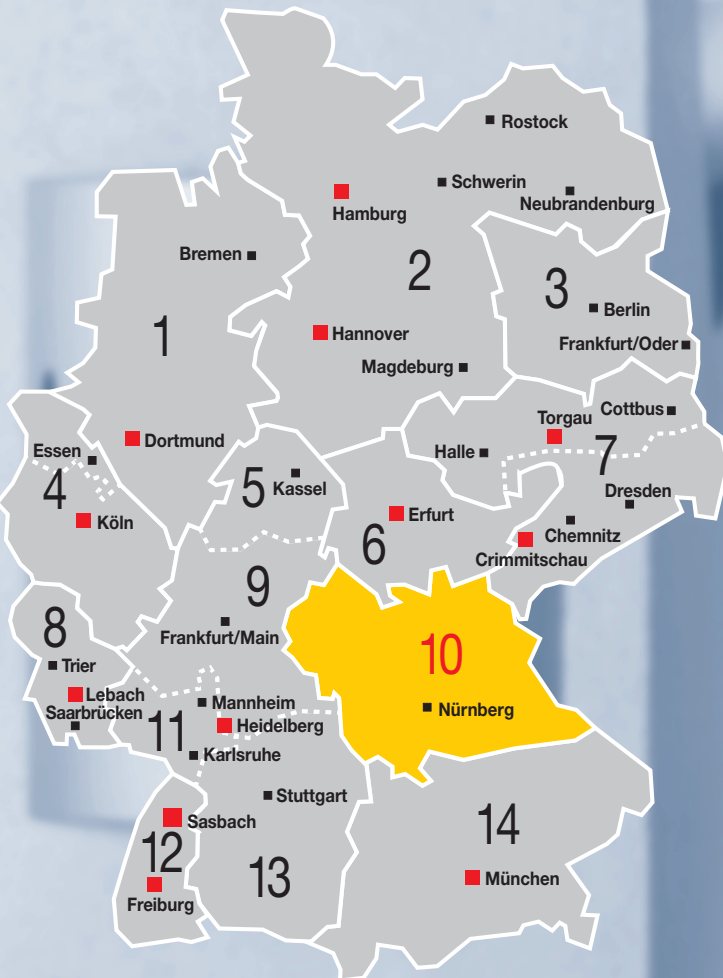 Rostock
Schwerin
Neubrandenburg
Hamburg
Bremen
2
3
Berlin
1
Hannover
Frankfurt/Oder
Magdeburg
Cottbus
Torgau
Dortmund
Essen
Halle
7
5
Kassel
4
Dresden
Köln
Erfurt
6
Chemnitz
Crimmitschau
9
8
Frankfurt/Main
10
Trier
Lebach
Mannheim
Saarbrücken
Nürnberg
11
Heidelberg
Karlsruhe
Stuttgart
Sasbach
14
12
13
München
Freiburg